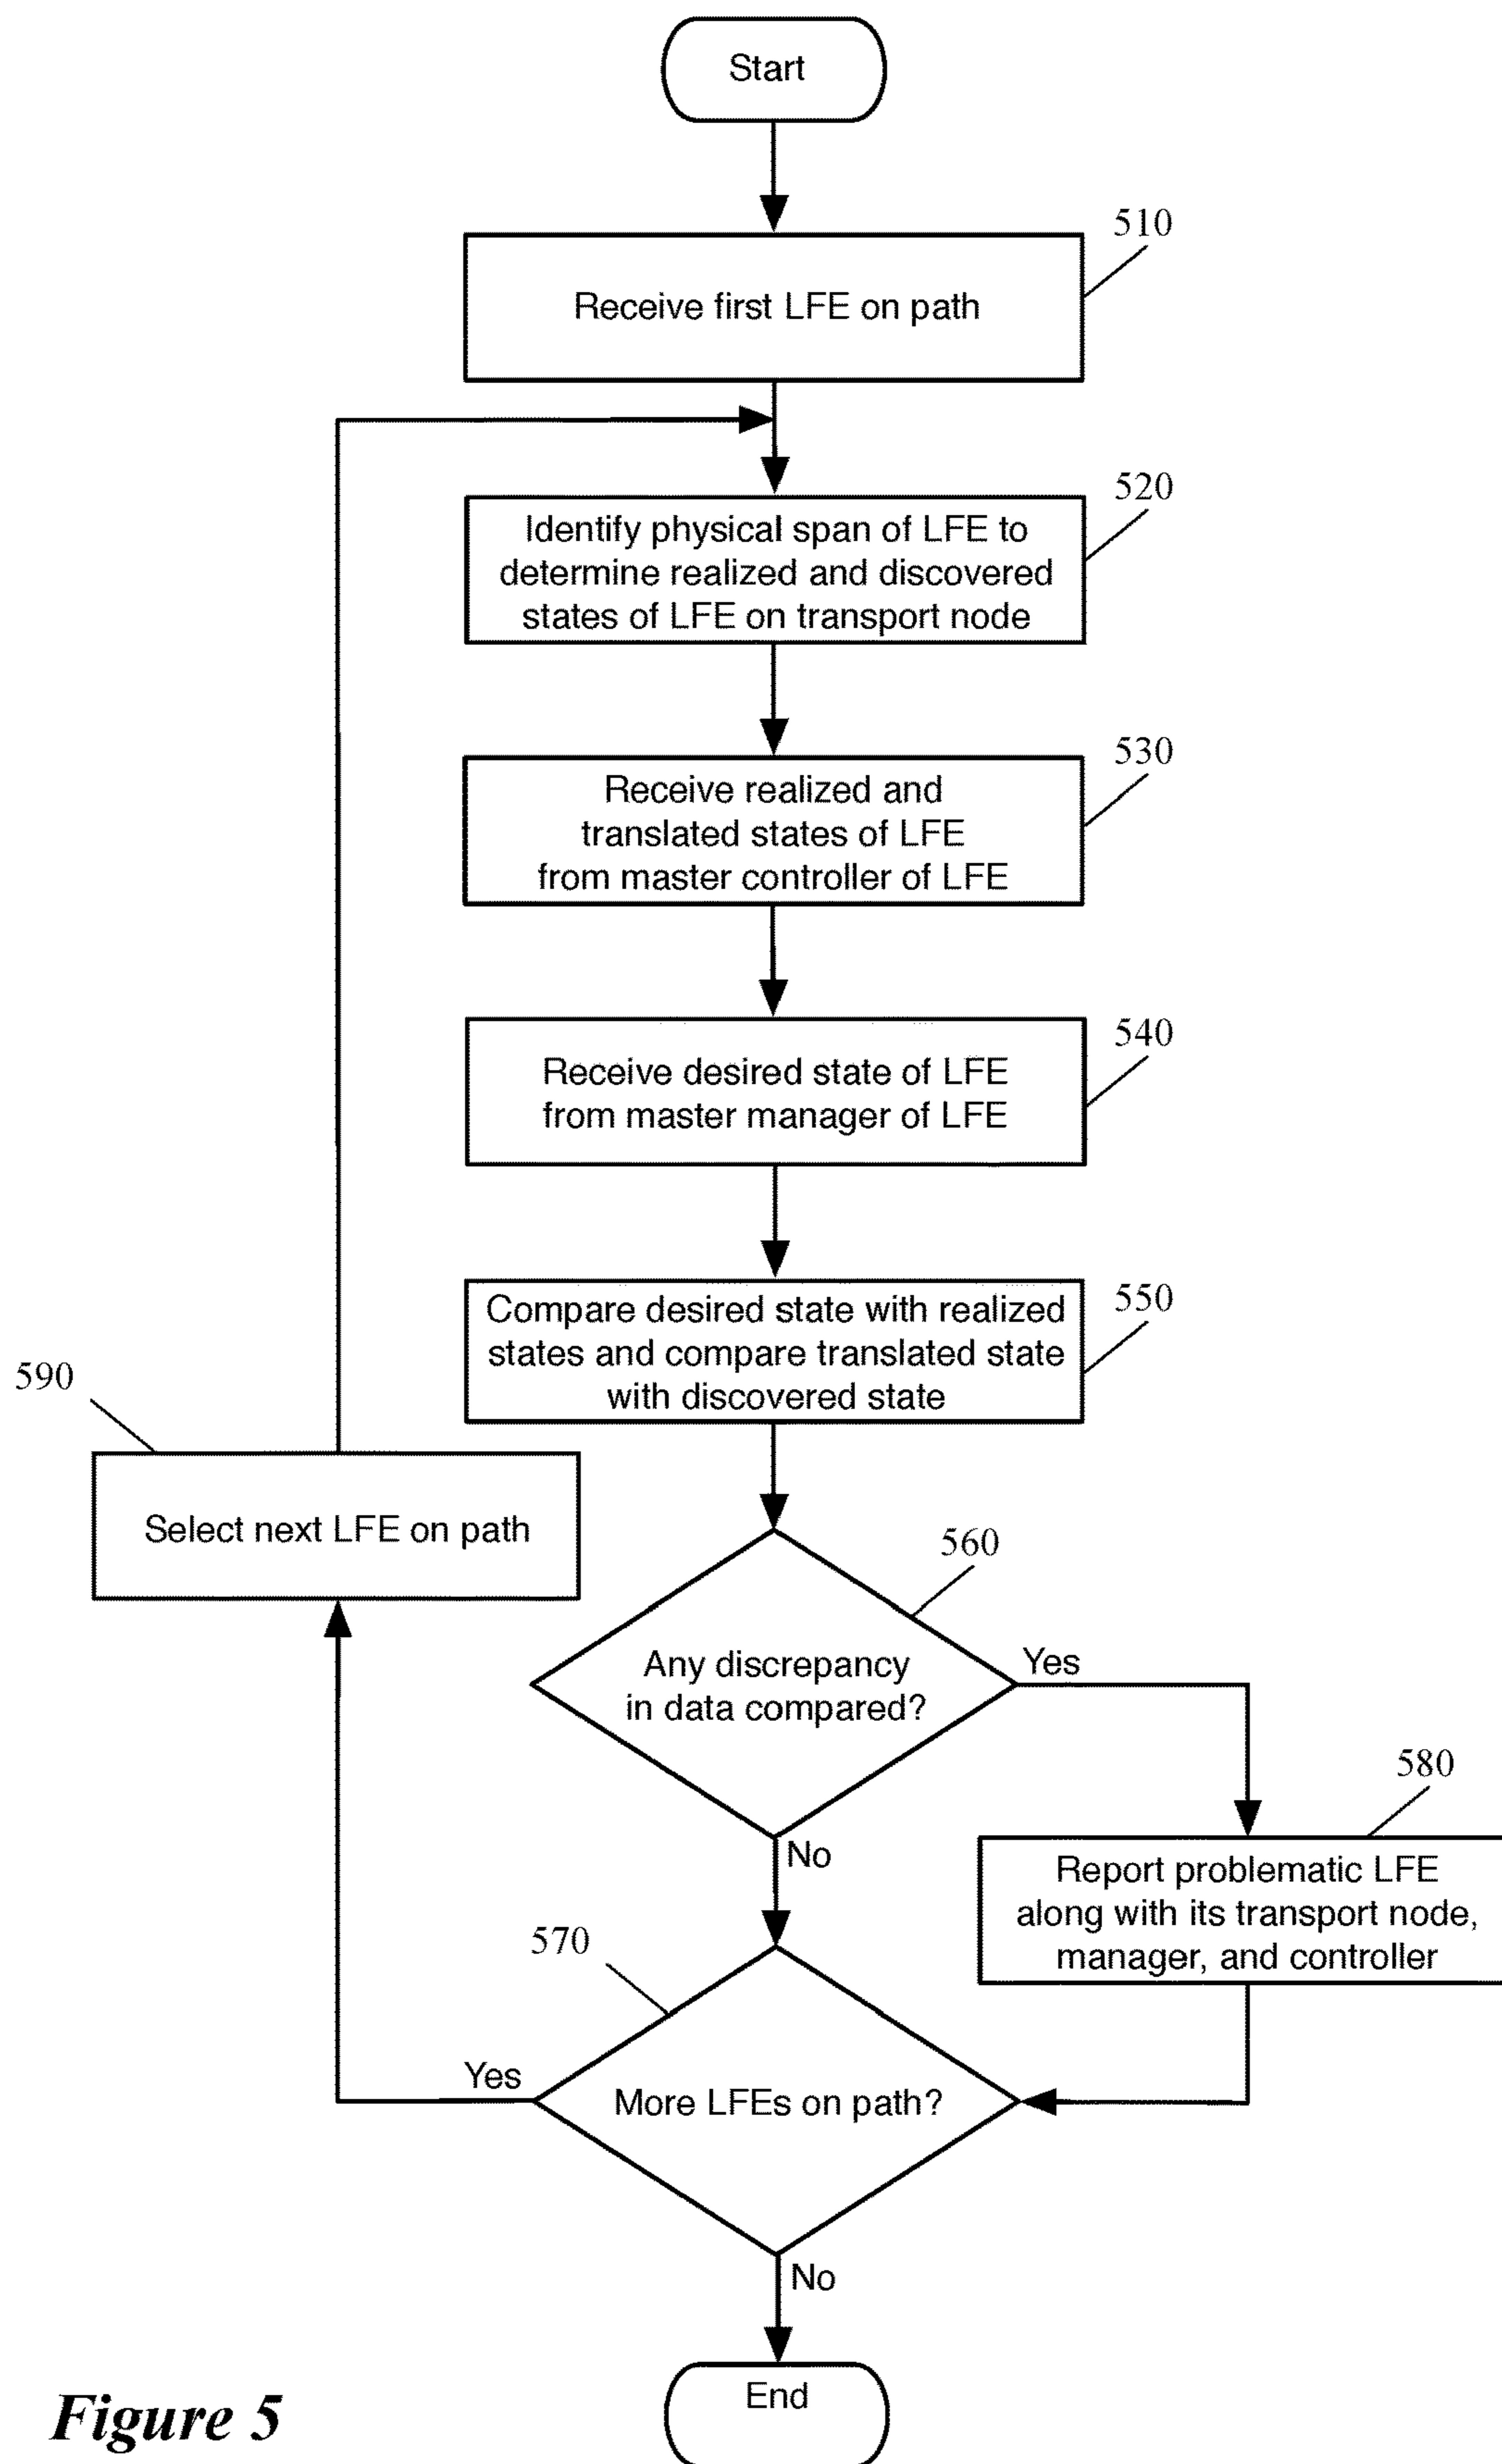 Start
510
Receive first LFE on path
520
Identify physical span of LFE to
determine realized and discovered
states of LFE on transport node
530
Receive realized and
translated states of LFE
from master controller of LFE
540
Receive desired state of LFE
from master manager of LFE
550
Compare desired state with realized
states and compare translated state
with discovered state
590
Select next LFE on path
560
Any discrepancy
in data compared?
Yes
No
580
Report problematic LFE
along with its transport node,
manager, and controller
570
More LFEs on path?
Yes
No
End
Figure 5